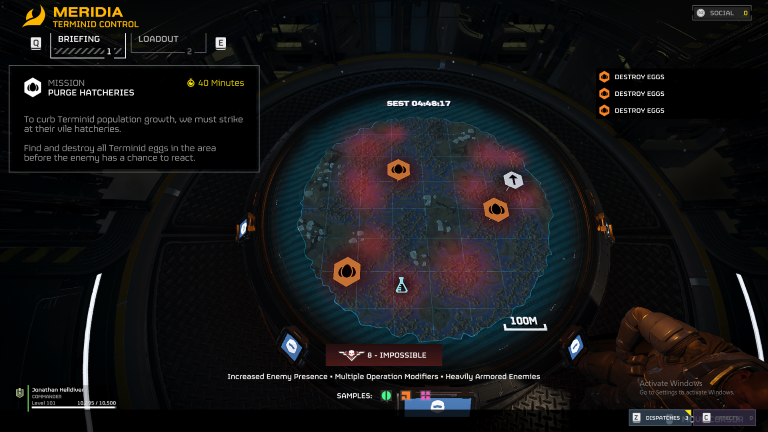 MERIDIA
TERMINID CONTROL
SOCIAL 0
Q BRIEFING 1 LOADOUT 2 E
MISSION
PURGE HATCHERIES
40 Minutes
To curb Terminid population growth, we must strike
at their vile hatcheries.
Find and destroy all Terminid eggs in the area
before the enemy has a chance to react.
DESTROY EGGS
DESTROY EGGS
DESTROY EGGS
SEST 04:46:17
100M
8 - IMPOSSIBLE
Increased Enemy Presence • Multiple Operation Modifiers • Heavily Armored Enemies
SAMPLES:
Jonathan Helldiver
COMMANDER
Level 101
Activate Windows
Go to Settings to activate Windows.
Z DISPATCHES 3
C